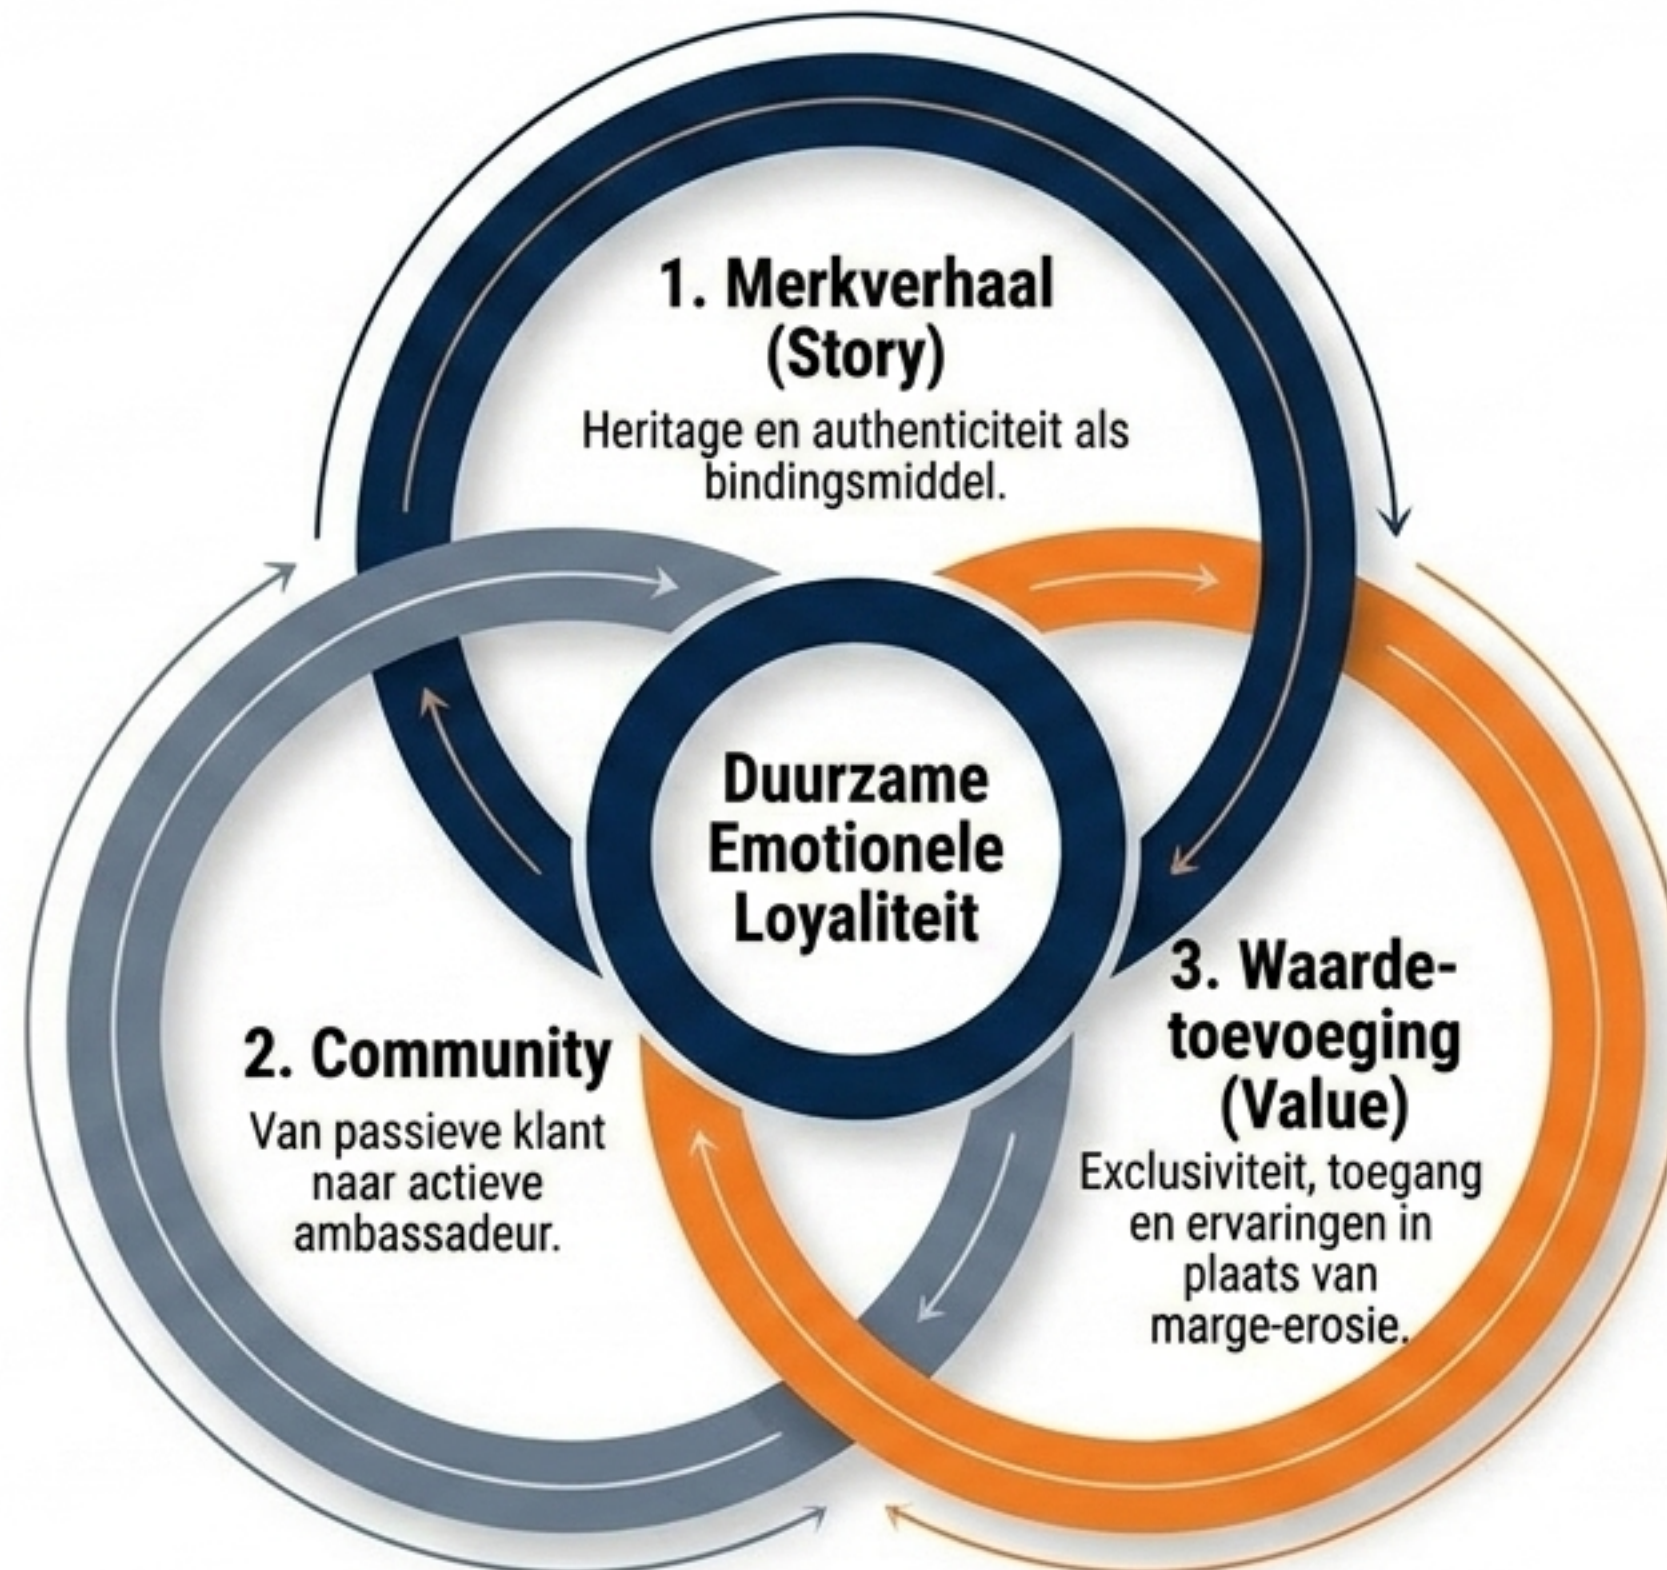 1. Merkverhaal
(Story)
Heritage en authenticiteit als
bindingsmiddel.
Duurzame
Emotionele
Loyaliteit
2. Community
Van passieve klant
naar actieve
ambassadeur.
3. Waarde-
toevoeging
(Value)
Exclusiviteit, toegang
en ervaringen in
plaats van
marge-erosie.